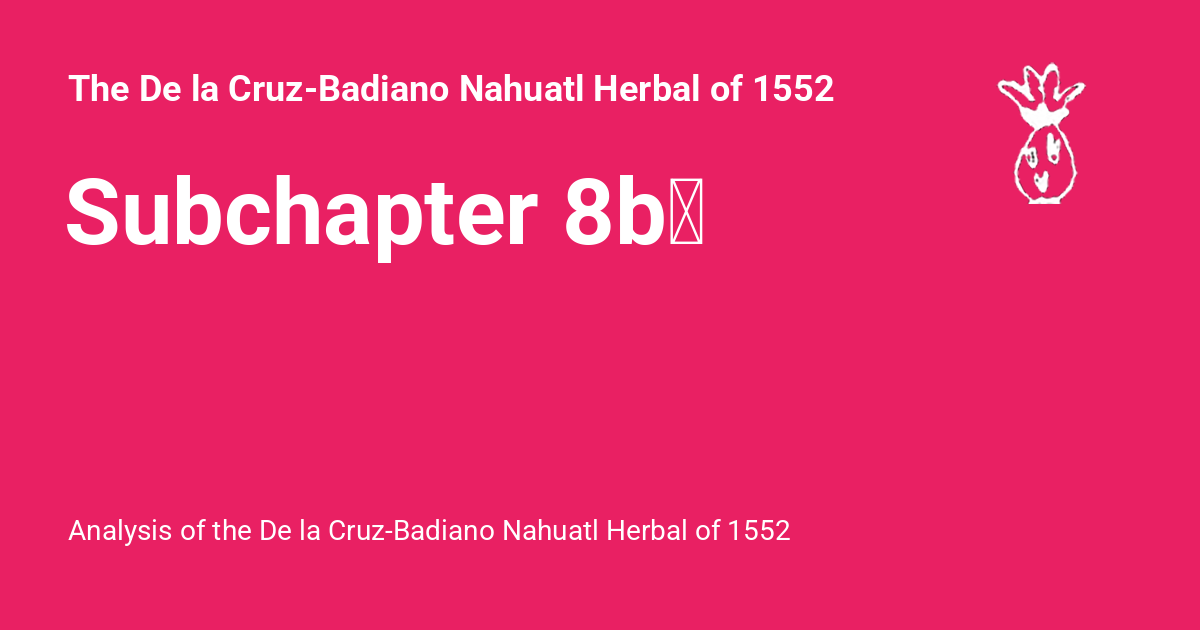 The De la Cruz-Badiano Nahuatl Herbal of 1552
Subchapter 8b
Analysis of the De la Cruz-Badiano Nahuatl Herbal of 1552